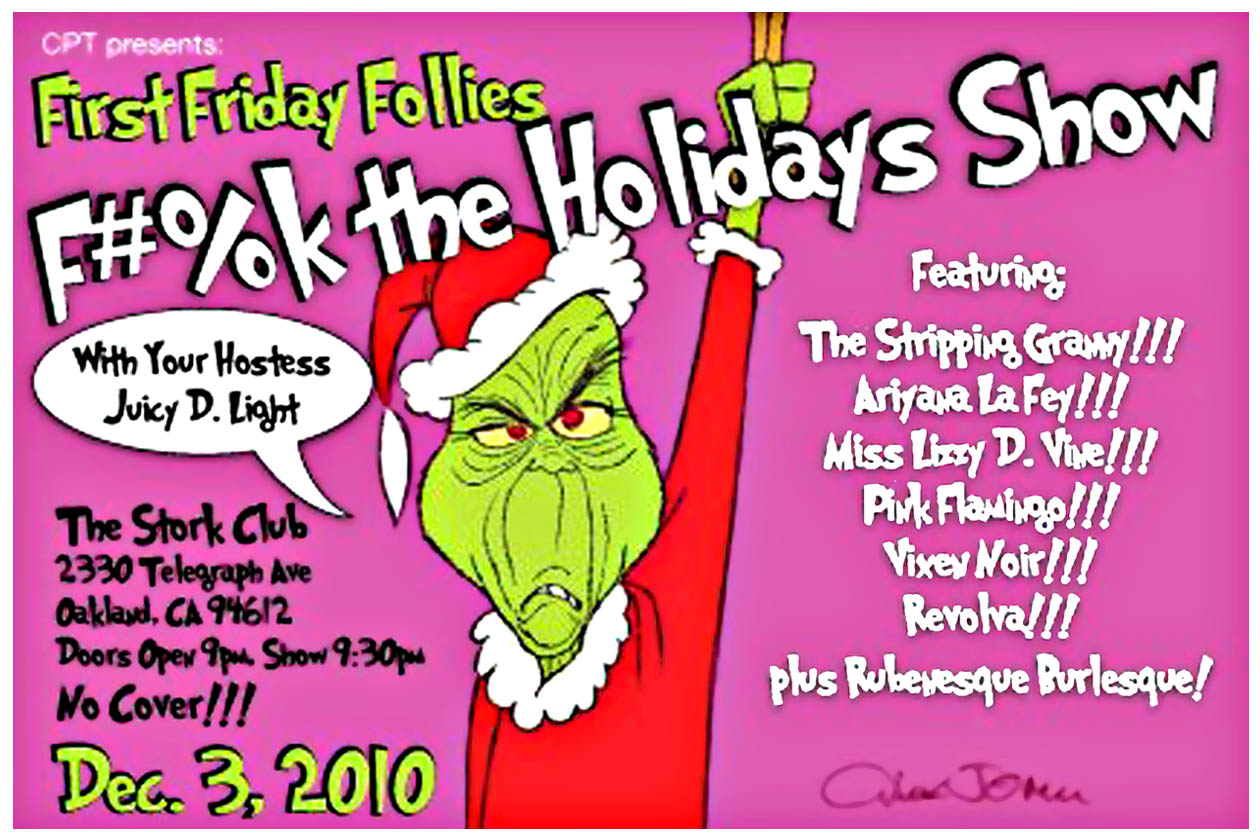 CPT presents:
First Friday Follies
F#%k the Holidays Show
With Your Hostess
Juicy D. Light
The Stork Club
2330 Telegraph Ave
Oakland, CA 94612
Doors Open 9pm, Show 9:30pm
No Cover!!!
Dec. 3, 2010
Featuring:
The Stripping Granny!!!
Ariyana La Fey!!!
Miss Lizzy D. Vine!!!
Pink Flamingo!!!
Vixen Noir!!!
Revolva!!!
plus Rubenesque Burlesque!
Chuck Jones